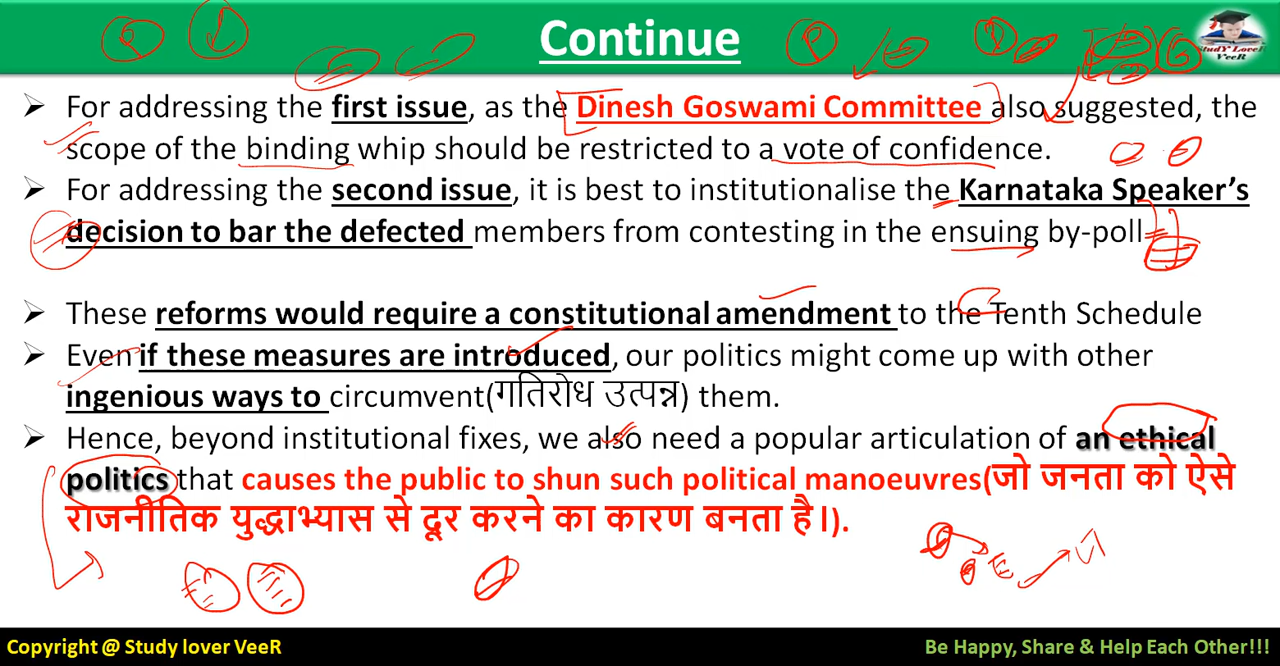 Continue
StudY LoveR
VeeR
➢ For addressing the first issue, as the Dinesh Goswami Committee also suggested, the
scope of the binding whip should be restricted to a vote of confidence.
➢ For addressing the second issue, it is best to institutionalise the Karnataka Speaker’s
decision to bar the defected members from contesting in the ensuing by-poll
➢ These reforms would require a constitutional amendment to the Tenth Schedule
➢ Even if these measures are introduced, our politics might come up with other
ingenious ways to circumvent(गतिरोध उत्पन्न) them.
➢ Hence, beyond institutional fixes, we also need a popular articulation of an ethical
politics that causes the public to shun such political manoeuvres(जो जनता को ऐसे
राजनीतिक युद्धाभ्यास से दूर करने का कारण बनता है।).
Copyright @ Study lover VeeR
Be Happy, Share & Help Each Other!!!